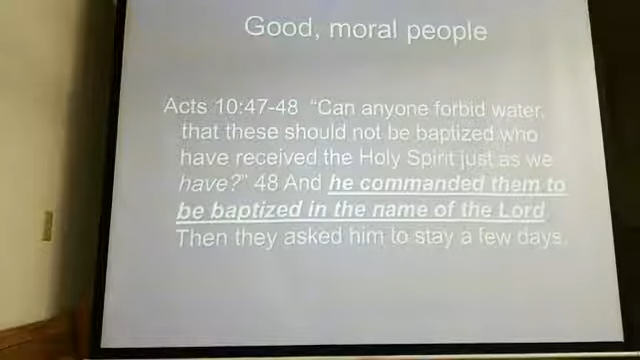 Good, moral people
Acts 10:47-48 “Can anyone forbid water,
that these should not be baptized who
have received the Holy Spirit just as we
have?” 48 And he commanded them to
be baptized in the name of the Lord.
Then they asked him to stay a few days.